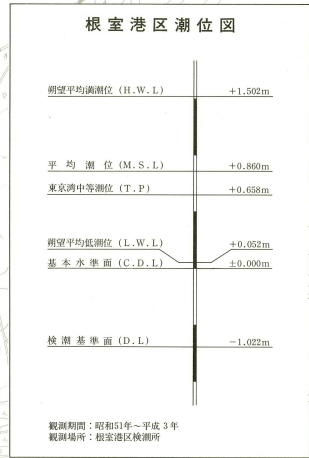 根室港区潮位図
朔望平均満潮位 (H.W.L) +1.502m
平均潮位 (M.S.L) +0.860m
東京湾中等潮位 (T.P) +0.658m
朔望平均低潮位 (L.W.L) +0.052m
基本水準面 (C.D.L) ±0.000m
検潮基準面 (D.L) -1.022m
観測期間：昭和51年～平成3年
観測場所：根室港区検潮所